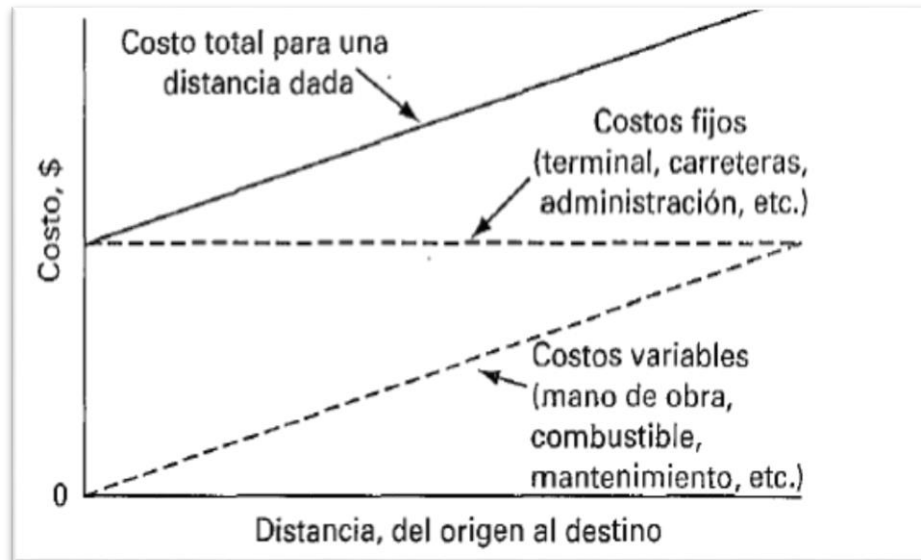 Costo total para una
distancia dada
Costos fijos
(terminal, carreteras,
administración, etc.)
Costo, $
Costos variables
(mano de obra,
combustible,
mantenimiento, etc.)
0
Distancia, del origen al destino